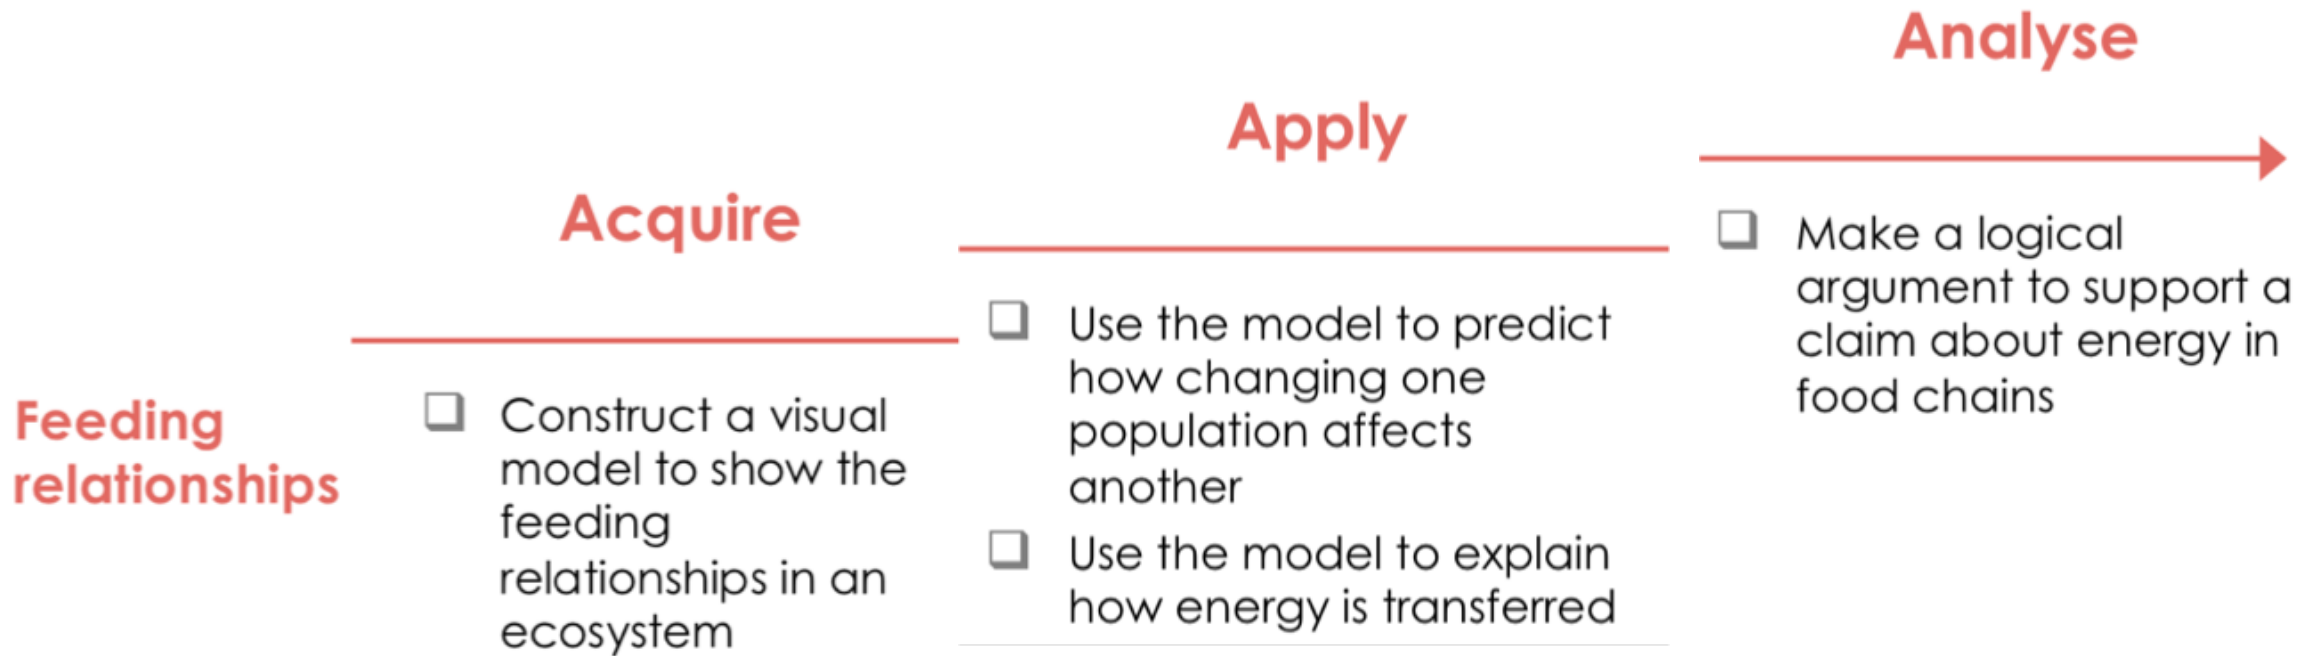 Feeding
relationships
Acquire
Construct a visual
model to show the
feeding
relationships in an
ecosystem
Apply
Use the model to predict
how changing one
population affects
another
Use the model to explain
how energy is transferred
Analyse
Make a logical
argument to support a
claim about energy in
food chains